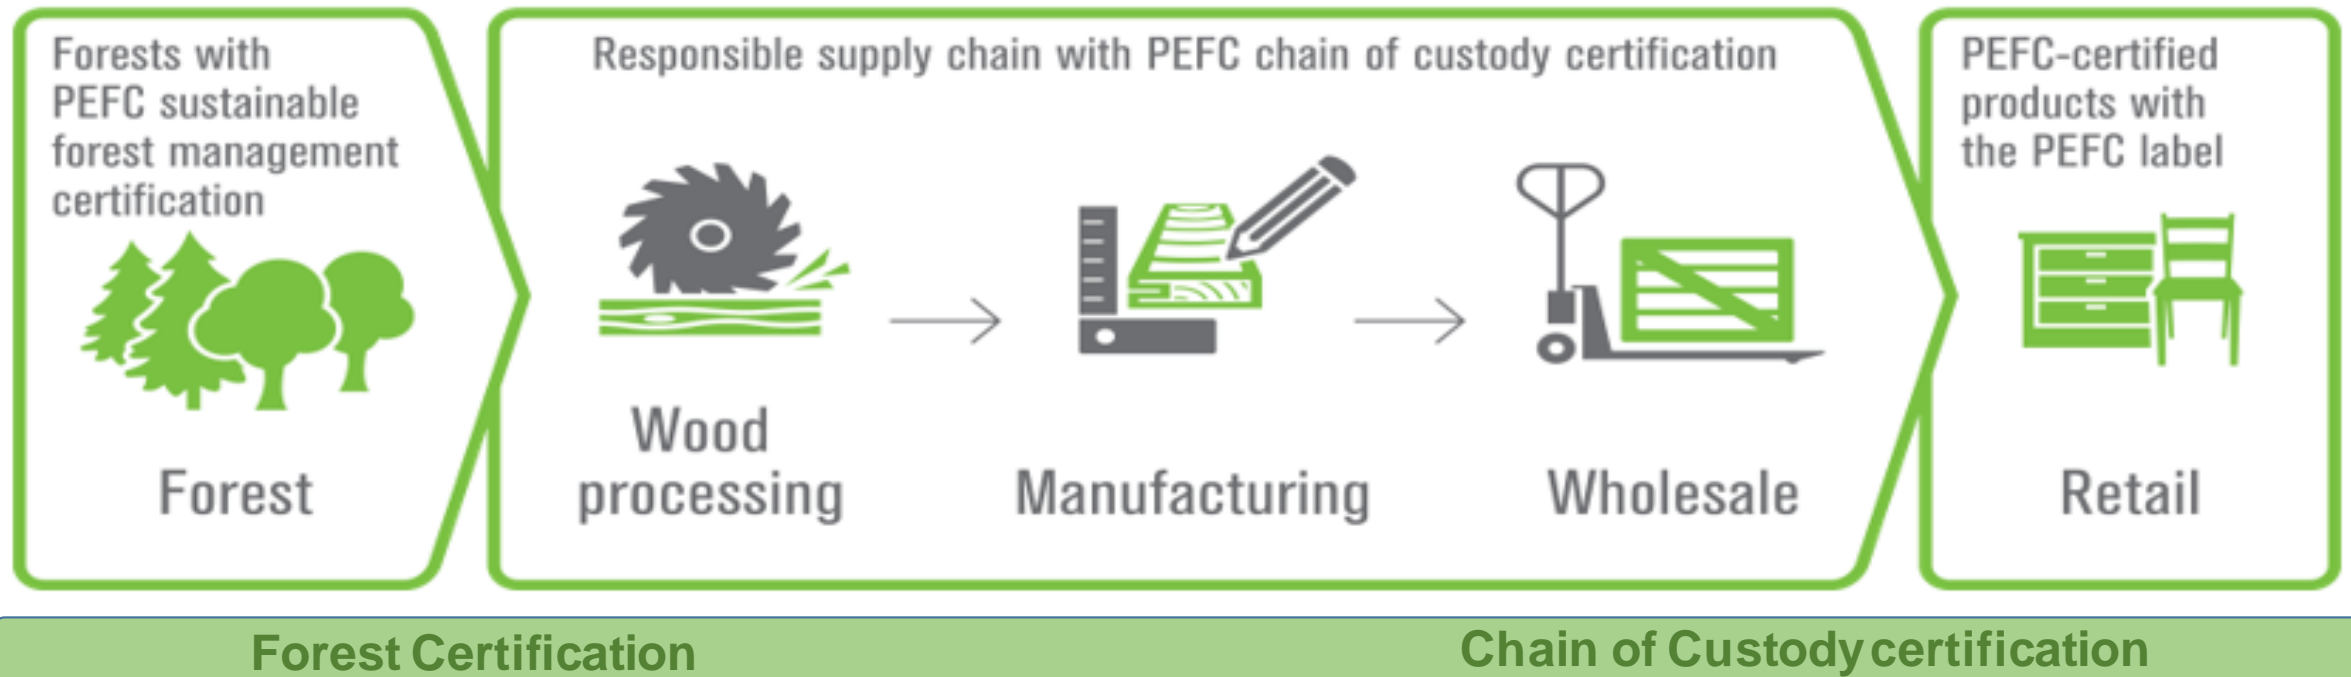 Forests with
PEFC sustainable
forest management
certification
Forest
Responsible supply chain with PEFC chain of custody certification
Wood
processing
Manufacturing
Wholesale
PEFC-certified
products with
the PEFC label
Retail
Forest Certification
Chain of Custody certification